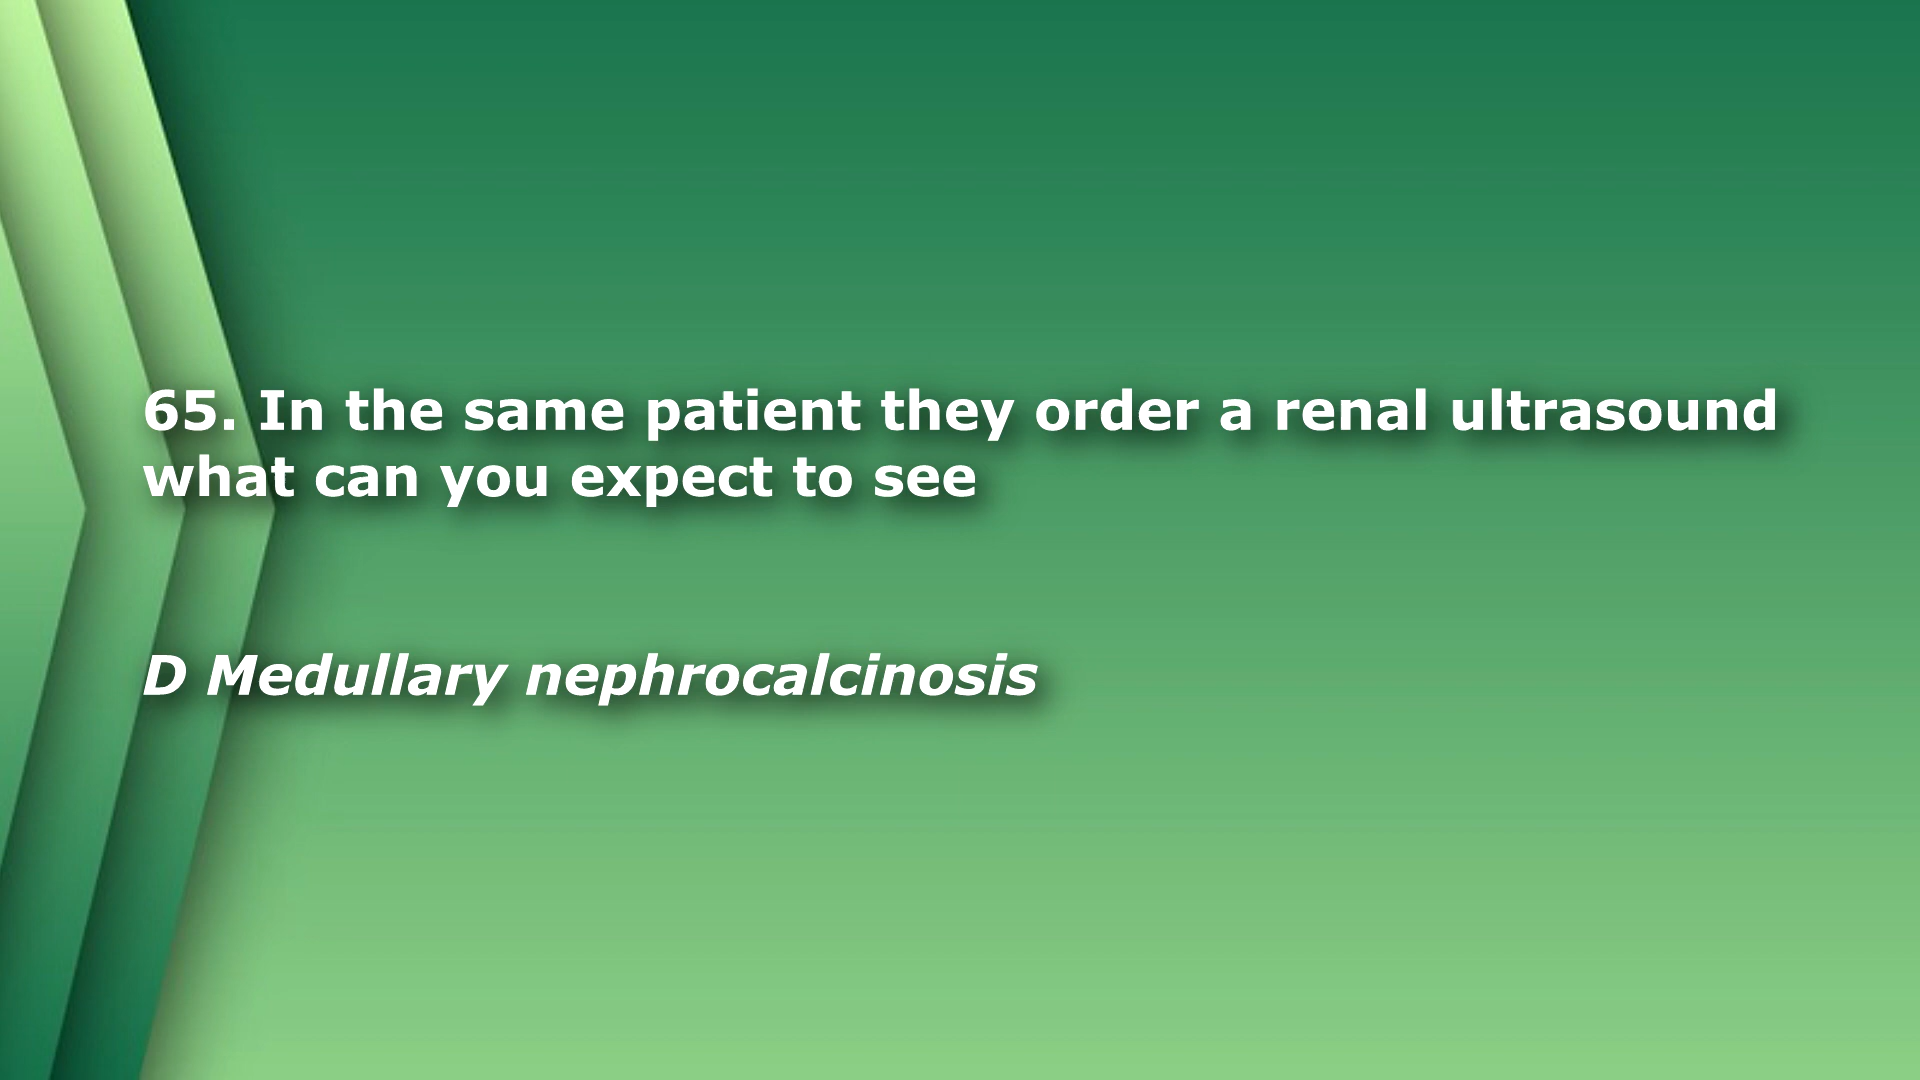 65. In the same patient they order a renal ultrasound
what can you expect to see
D Medullary nephrocalcinosis